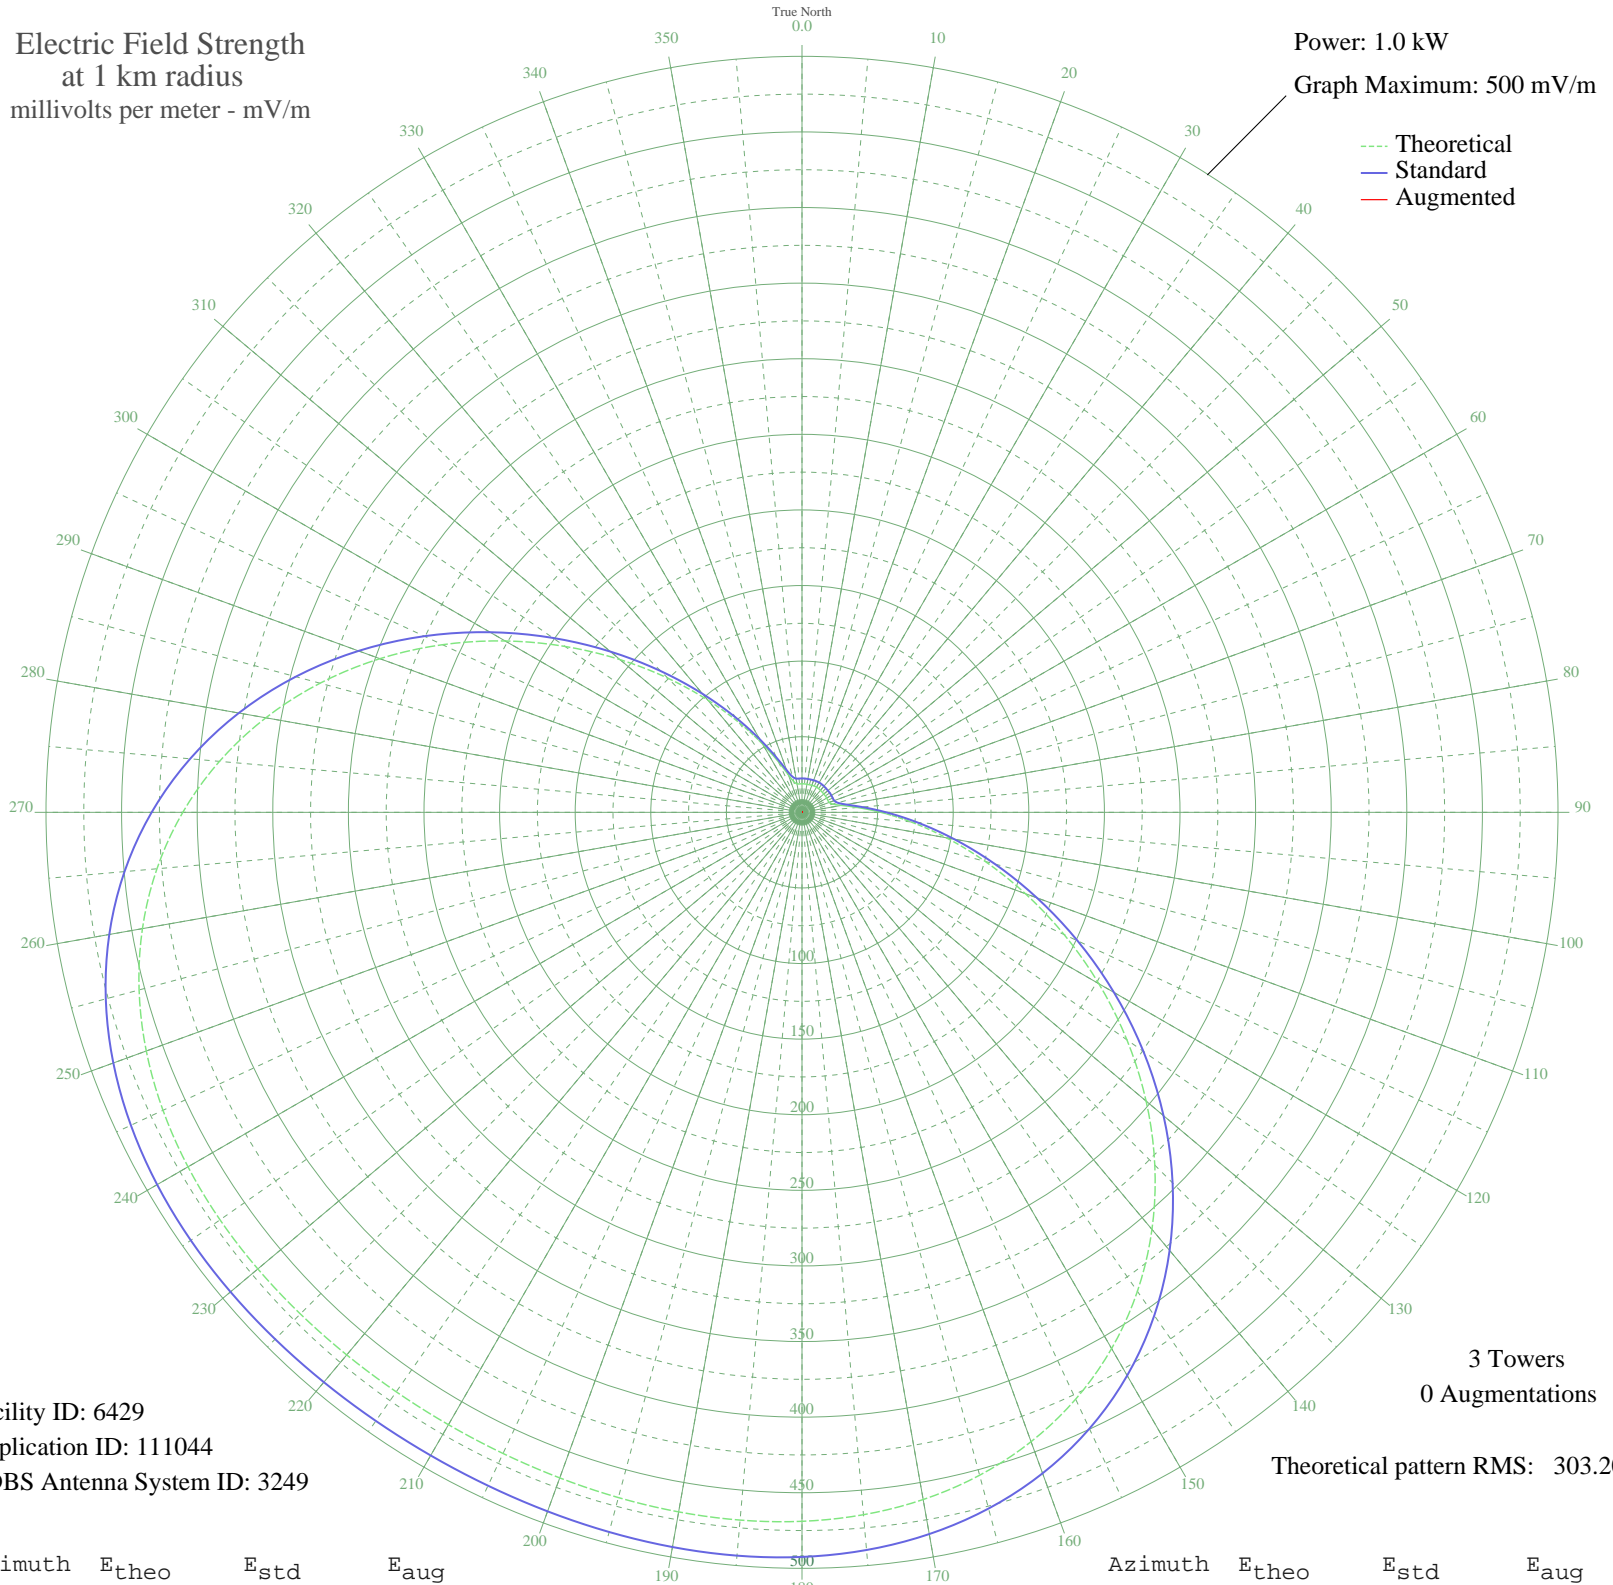 True North
0.0
Electric Field Strength
at 1 km radius
millivolts per meter - mV/m
Power: 1.0 kW
Graph Maximum: 500 mV/m
Theoretical
Standard
Augmented
10
20
30
40
50
60
70
80
90
100
110
120
130
140
150
160
170
190
200
210
220
230
240
250
260
270
280
290
300
310
320
330
340
350
100
150
200
250
300
350
400
450
500
3 Towers
0 Augmentations
Theoretical pattern RMS: 303.20
cility ID: 6429
plication ID: 111044
DBS Antenna System ID: 3249
imuth Etheo Estd Eaug
Azimuth Etheo Estd Eaug